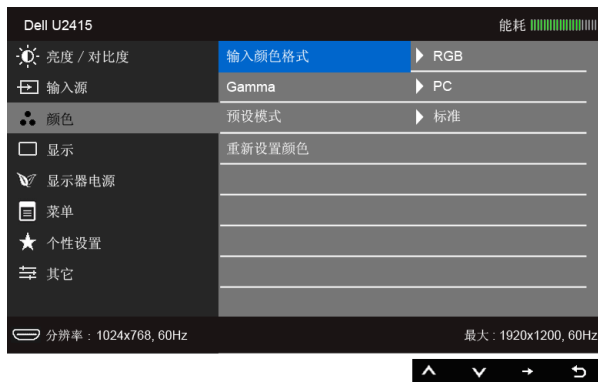 Dell U2415 能耗
亮度 / 对比度 输入颜色格式 RGB
输入源 Gamma PC
颜色 预设模式 标准
显示 重新设置颜色
显示器电源
菜单
个性设置
其它
分辨率 : 1024x768, 60Hz 最大 : 1920x1200, 60Hz